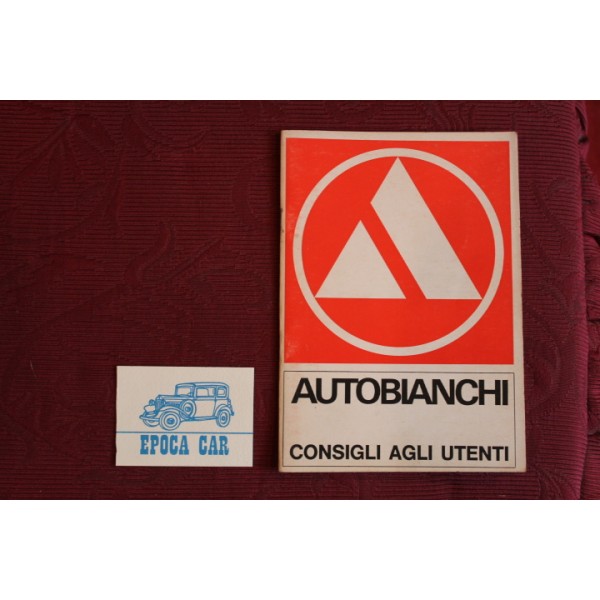 AUTOBIANCHI
CONSIGLI AGLI UTENTI
EPOCA CAR